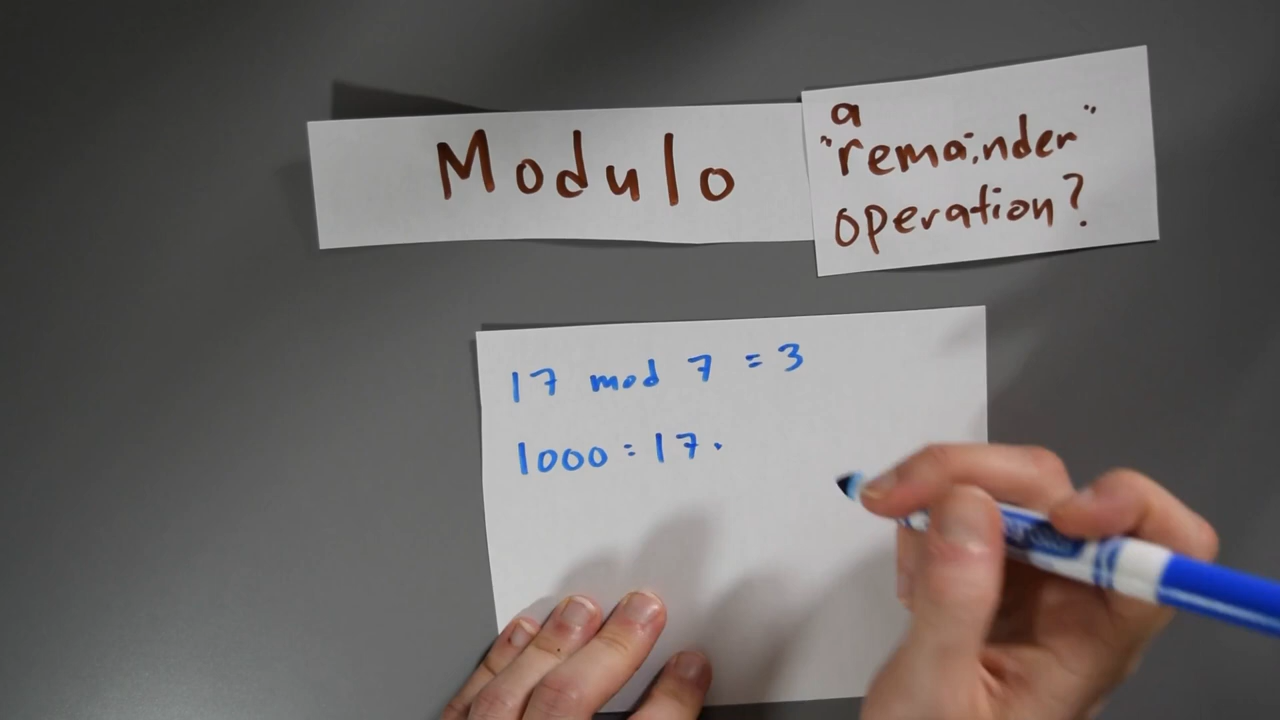 Modulo
a
"remainder"
operation?
17 mod 7 = 3
1000 = 17 ·